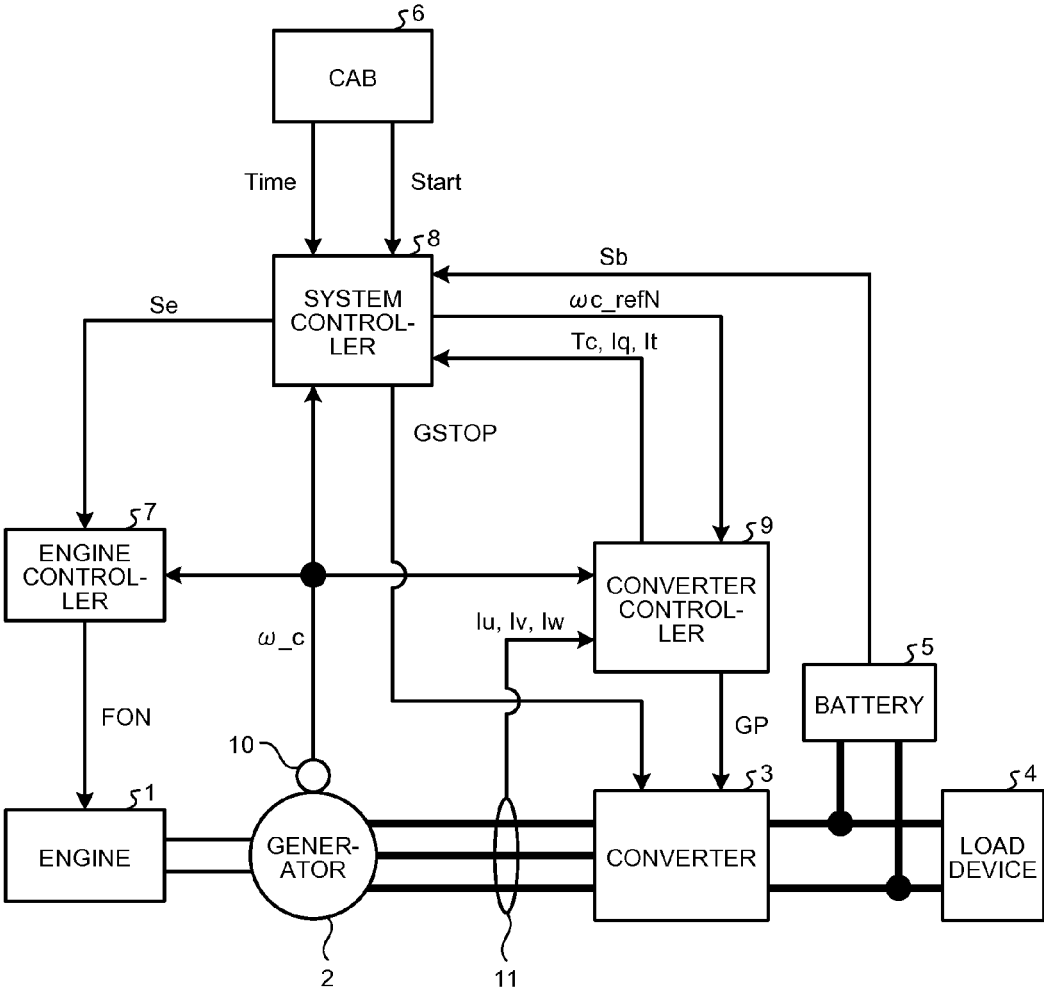 6
CAB
Time
Start
8
Sb
SYSTEM
CONTROL-
LER
ωc_refN
Se
Tc, Iq, It
GSTOP
7
ENGINE
CONTROL-
LER
9
CONVERTER
CONTROL-
LER
Iu, Iv, Iw
ω_c
5
BATTERY
FON
GP
10
1
ENGINE
GENER-
ATOR
3
CONVERTER
4
LOAD
DEVICE
2
11